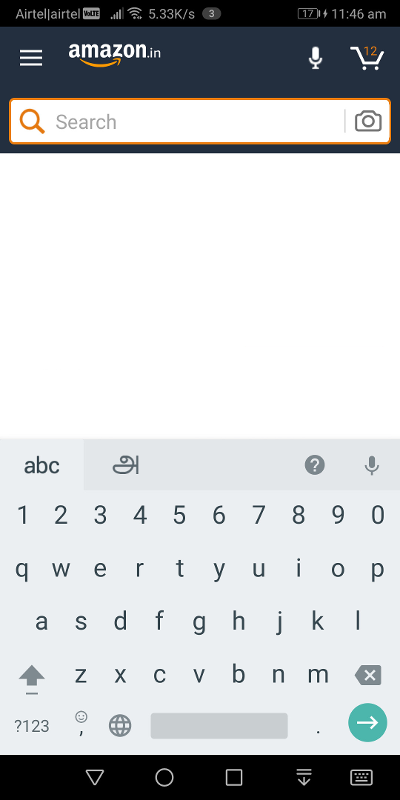 Airtel|airtel VoLTE 5.33K/s 3 17 11:46 am
amazon.in 12
Search
abc அ ?
1 2 3 4 5 6 7 8 9 0
q w e r t y u i o p
a s d f g h j k l
z x c v b n m
?123 , .